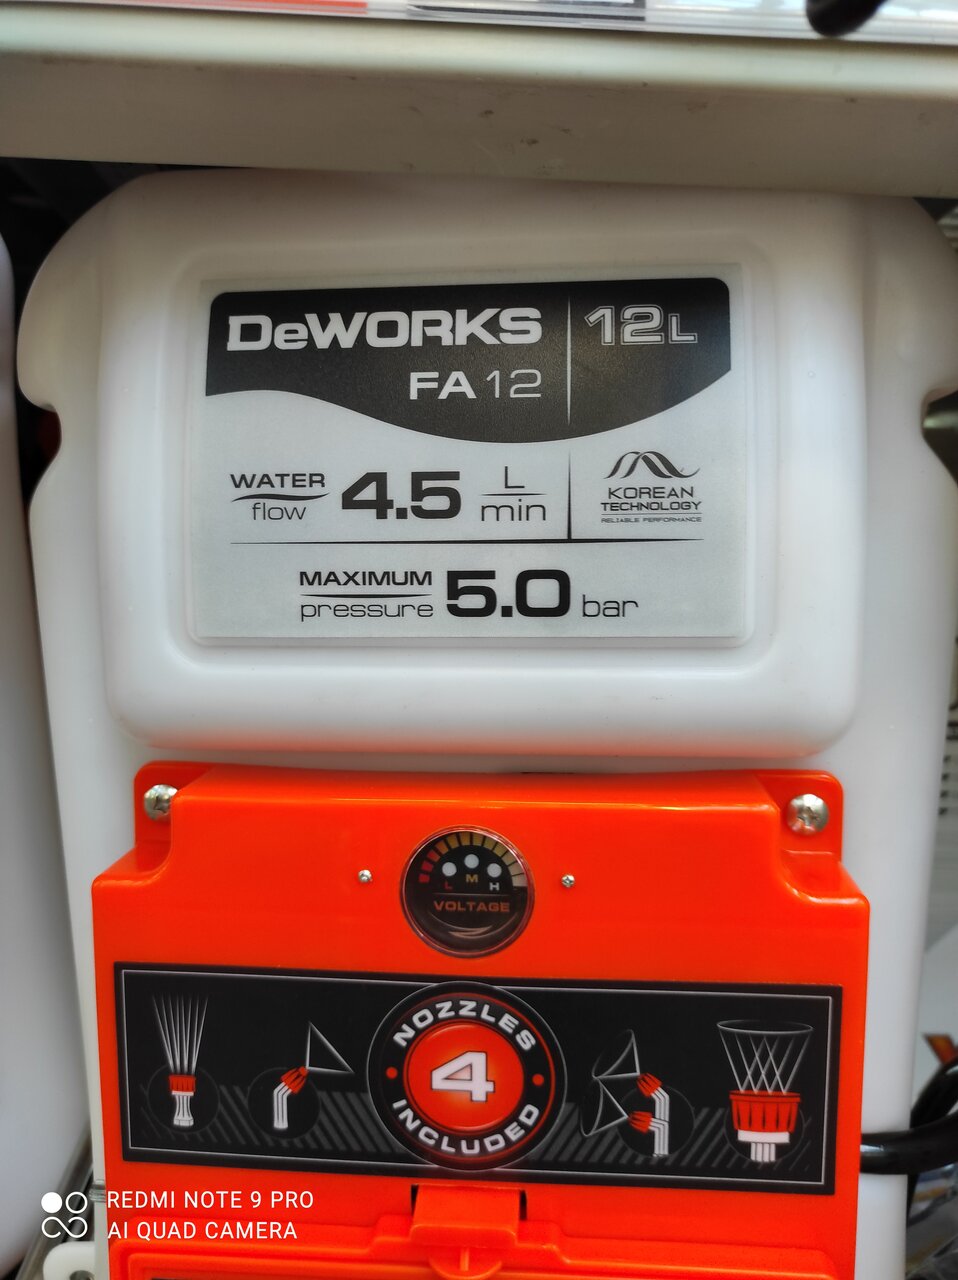 DeWORKS
FA 12
12L
WATER
flow
4.5
L
min
KOREAN
TECHNOLOGY
RELIABLE PERFORMANCE
MAXIMUM
pressure
5.0 bar
L M H
VOLTAGE
NOZZLES
4
INCLUDED
REDMI NOTE 9 PRO
AI QUAD CAMERA